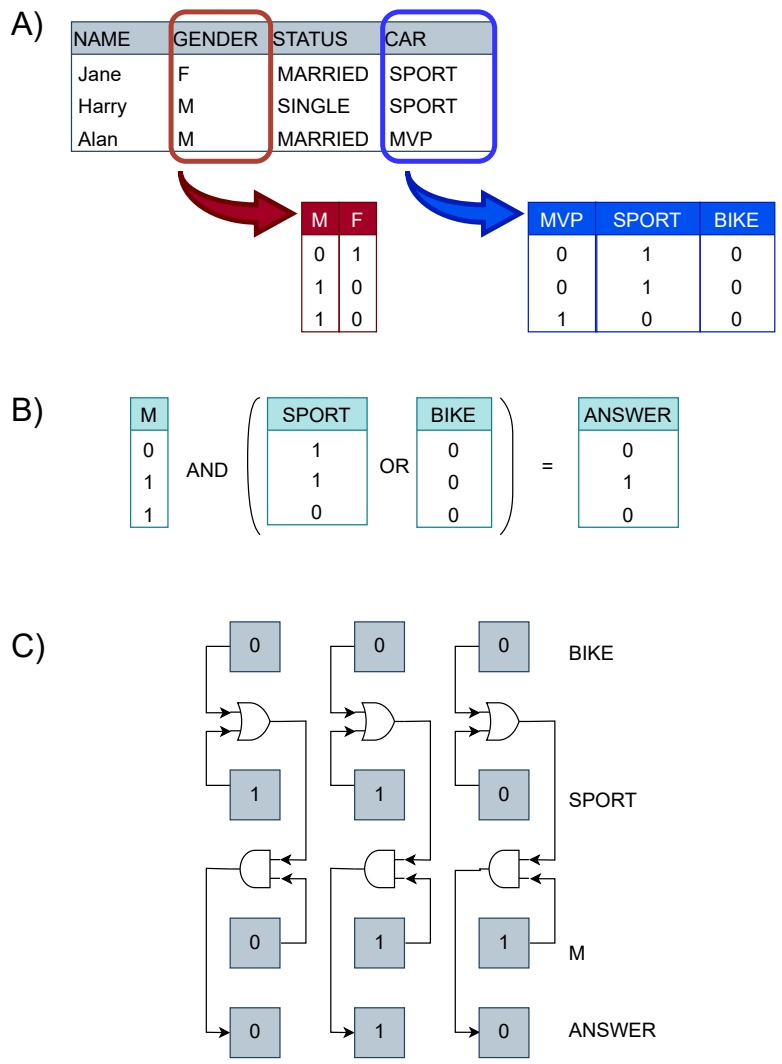 A)
NAME GENDER STATUS CAR
Jane F MARRIED SPORT
Harry M SINGLE SPORT
Alan M MARRIED MVP
M F
0 1
1 0
1 0
MVP SPORT BIKE
0 1 0
0 1 0
1 0 0
B)
M SPORT BIKE ANSWER
0 1 0 0
1 AND 1 OR 0 = 1
1 0 0 0
C)
0 0 0 BIKE
1 1 0 SPORT
0 1 1 M
0 1 0 ANSWER